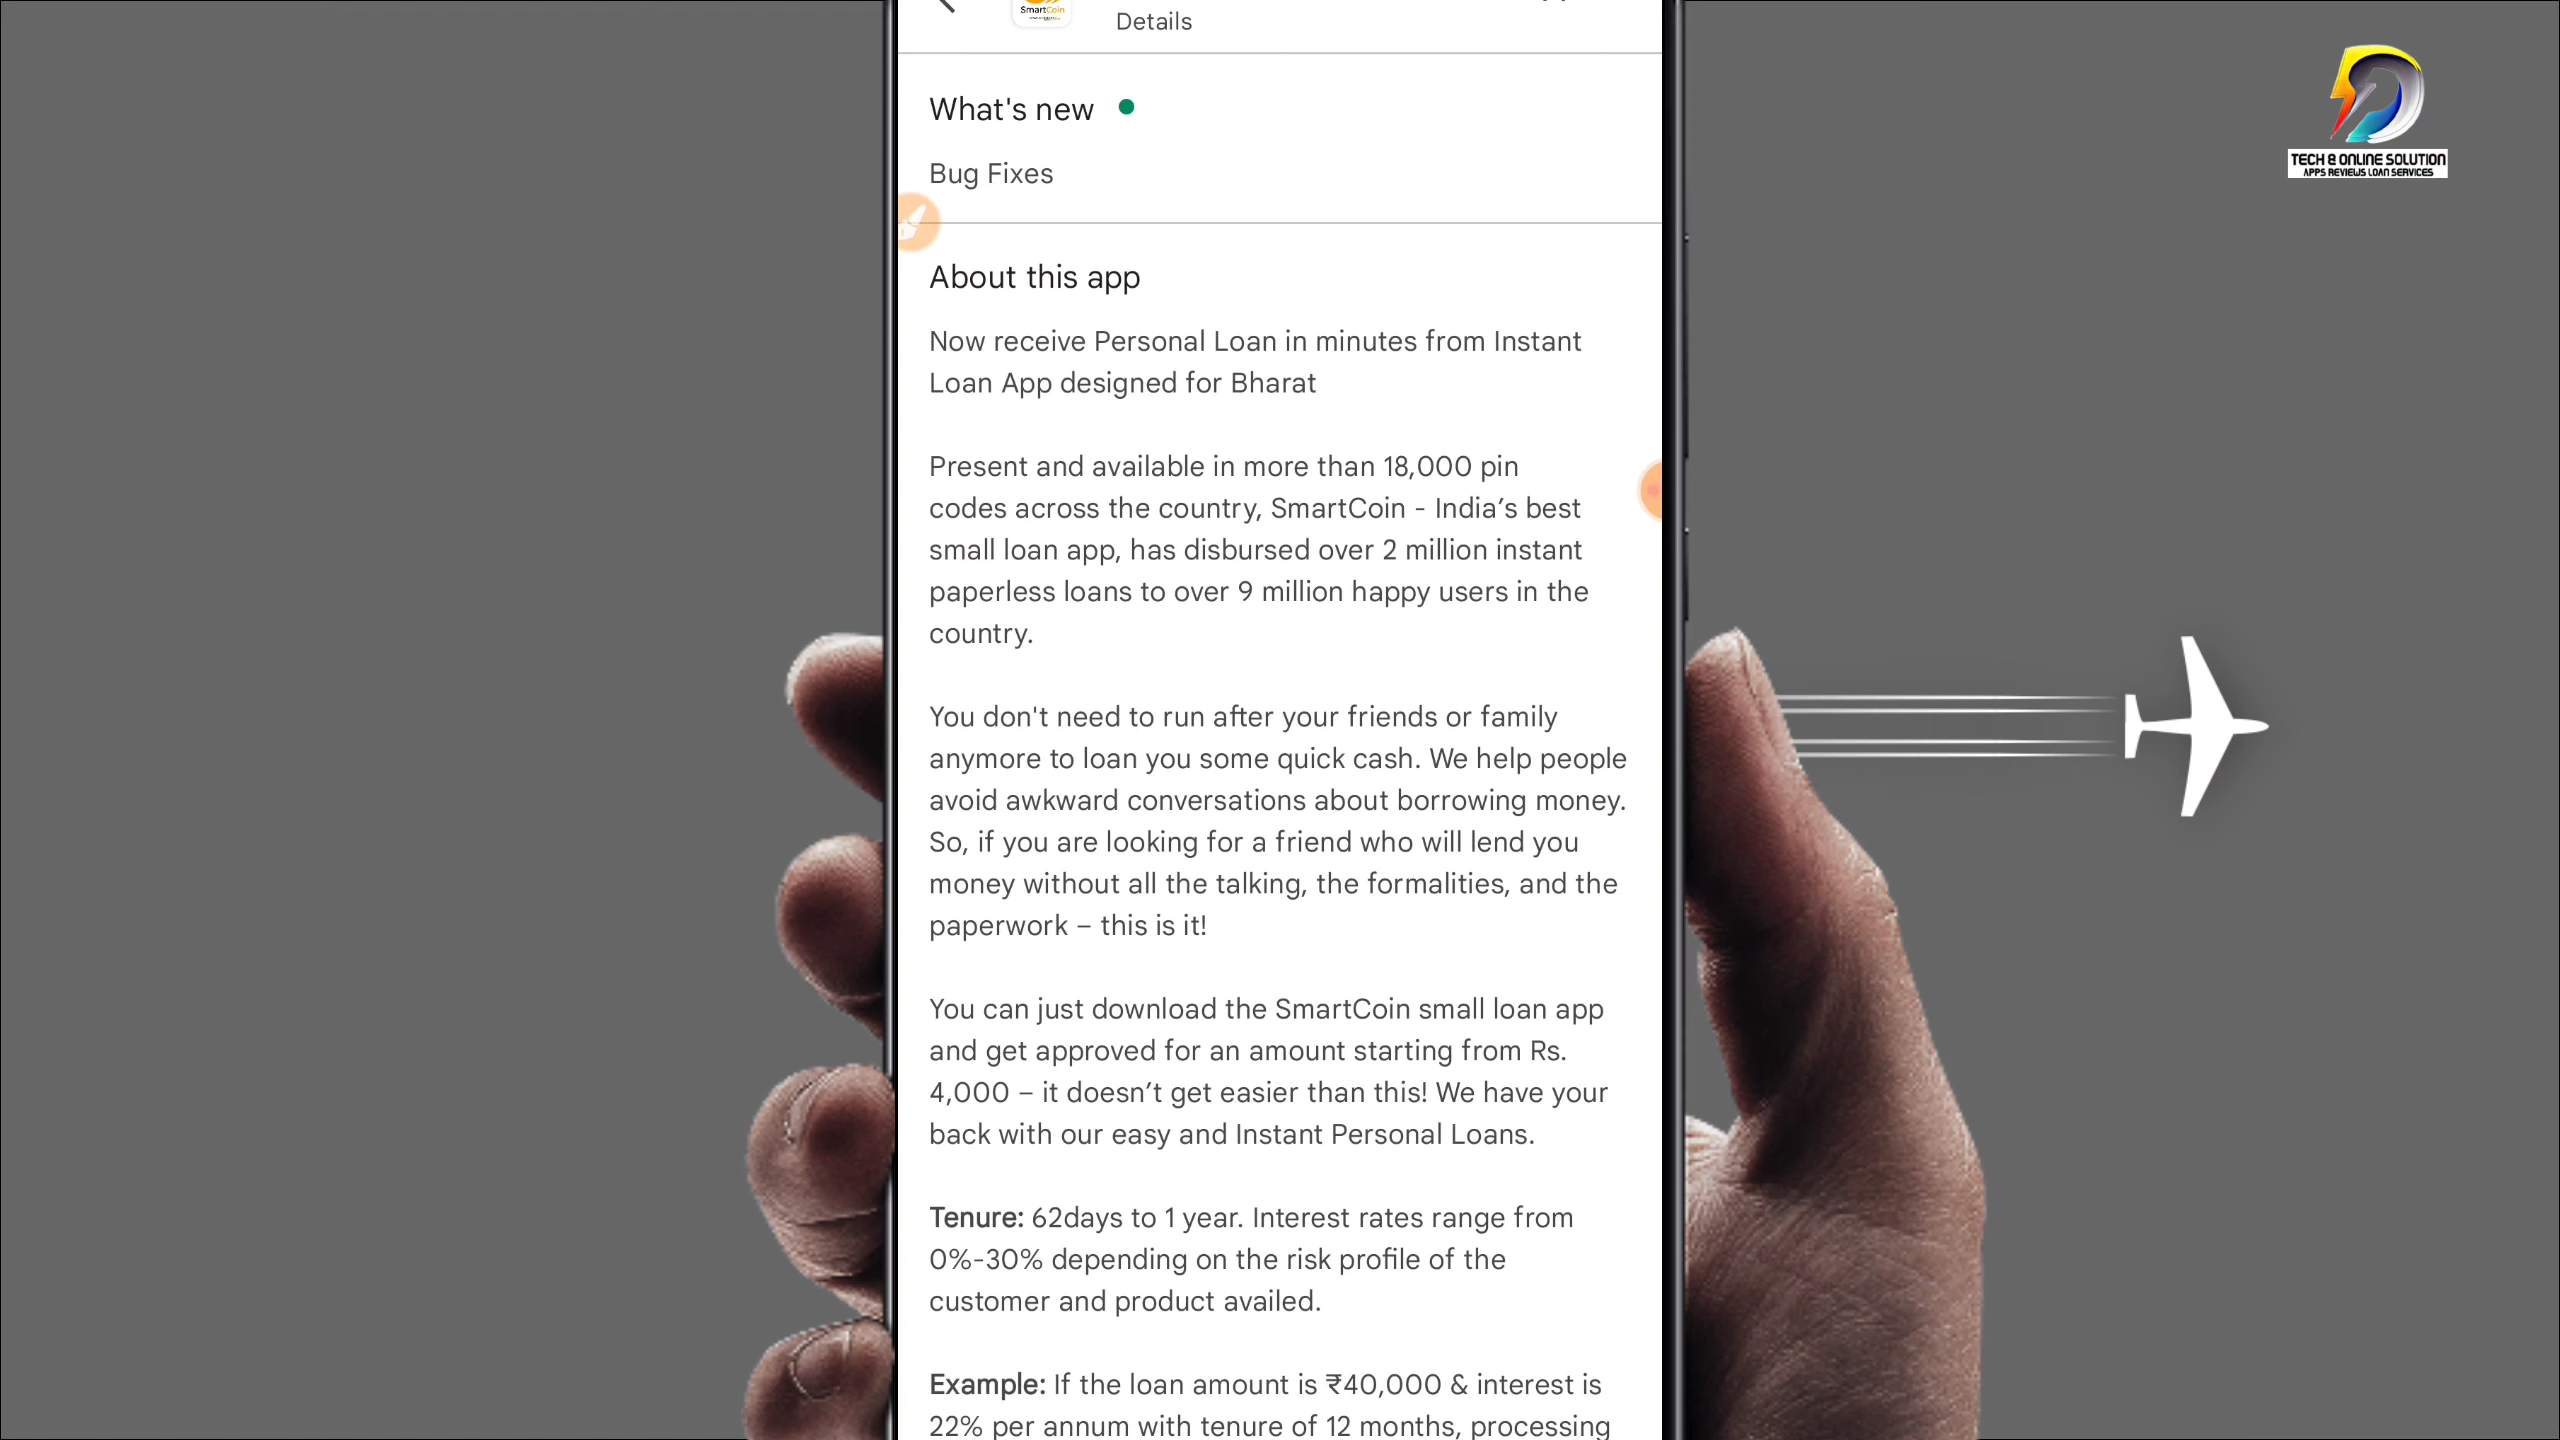 SmartCoin
Details
What's new
Bug Fixes
About this app
Now receive Personal Loan in minutes from Instant
Loan App designed for Bharat
Present and available in more than 18,000 pin
codes across the country, SmartCoin - India’s best
small loan app, has disbursed over 2 million instant
paperless loans to over 9 million happy users in the
country.
You don't need to run after your friends or family
anymore to loan you some quick cash. We help people
avoid awkward conversations about borrowing money.
So, if you are looking for a friend who will lend you
money without all the talking, the formalities, and the
paperwork – this is it!
You can just download the SmartCoin small loan app
and get approved for an amount starting from Rs.
4,000 – it doesn’t get easier than this! We have your
back with our easy and Instant Personal Loans.
Tenure: 62days to 1 year. Interest rates range from
0%-30% depending on the risk profile of the
customer and product availed.
Example: If the loan amount is ₹40,000 & interest is
22% per annum with tenure of 12 months, processing
TECH & ONLINE SOLUTION
APPS REVIEWS LOAN SERVICES